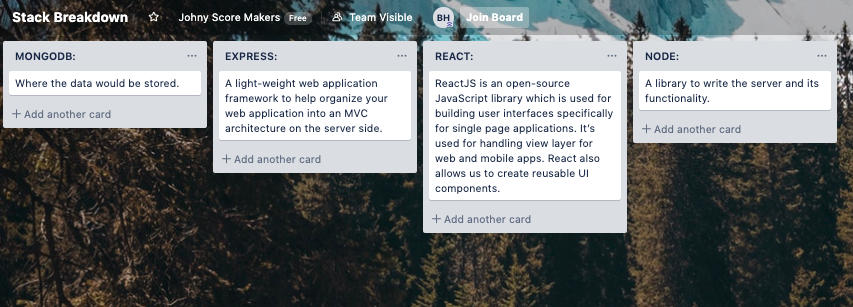 Stack Breakdown
Johny Score Makers Free
Team Visible
BH
Join Board
MONGODB:
Where the data would be stored.
+ Add another card
EXPRESS:
A light-weight web application
framework to help organize your
web application into an MVC
architecture on the server side.
+ Add another card
REACT:
ReactJS is an open-source
JavaScript library which is used for
building user interfaces specifically
for single page applications. It's
used for handling view layer for
web and mobile apps. React also
allows us to create reusable UI
components.
+ Add another card
NODE:
A library to write the server and its
functionality.
+ Add another card